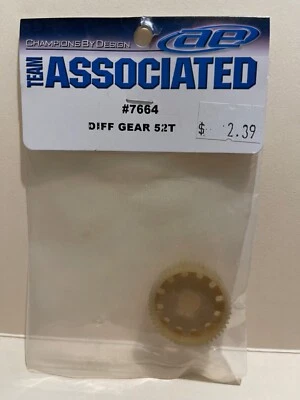 CHAMPIONS BY DESIGN
ae
TEAM
ASSOCIATED
#7664
DIFF GEAR 52T
$ 2.39